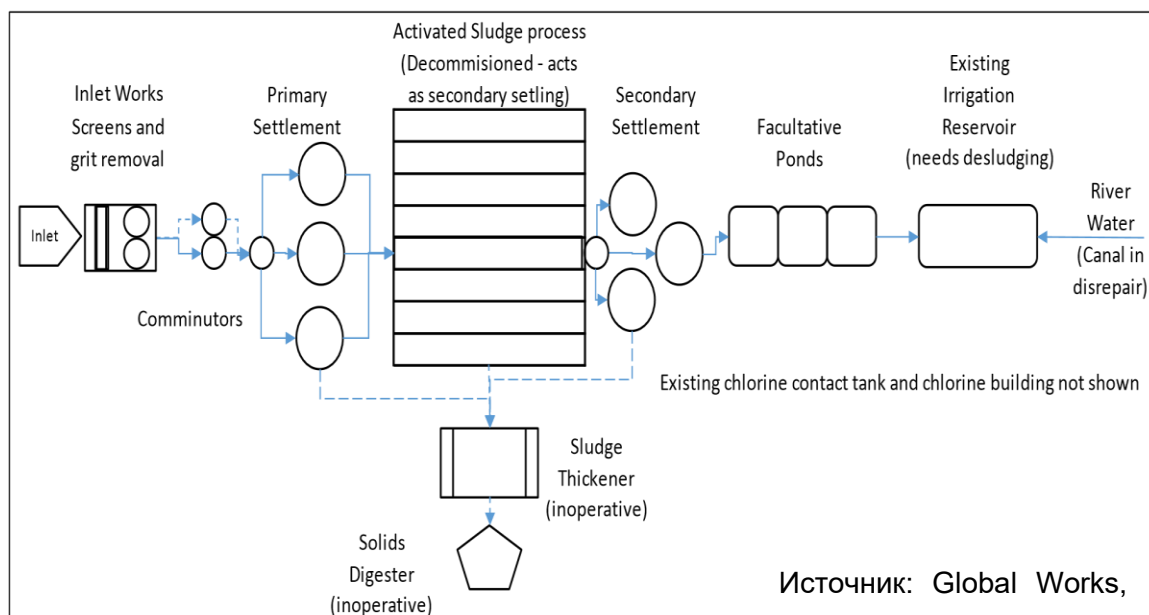 Activated Sludge process
(Decommisioned - acts
as secondary setling)
Inlet Works
Screens and
grit removal
Primary
Settlement
Secondary
Settlement
Facultative
Ponds
Existing
Irrigation
Reservoir
(needs desludging)
Inlet
River
Water
(Canal in
disrepair)
Comminutors
Existing chlorine contact tank and chlorine building not shown
Sludge
Thickener
(inoperative)
Solids
Digester
(inoperative)
Источник: Global Works,